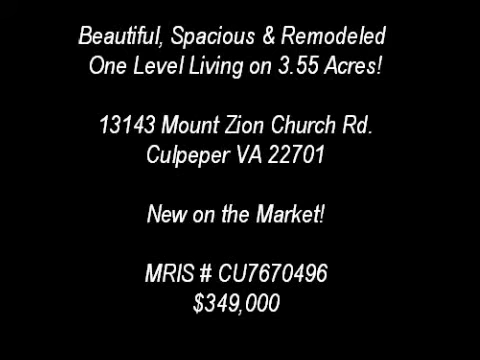 Beautiful, Spacious & Remodeled
One Level Living on 3.55 Acres!
13143 Mount Zion Church Rd.
Culpeper VA 22701
New on the Market!
MRIS # CU7670496
$349,000